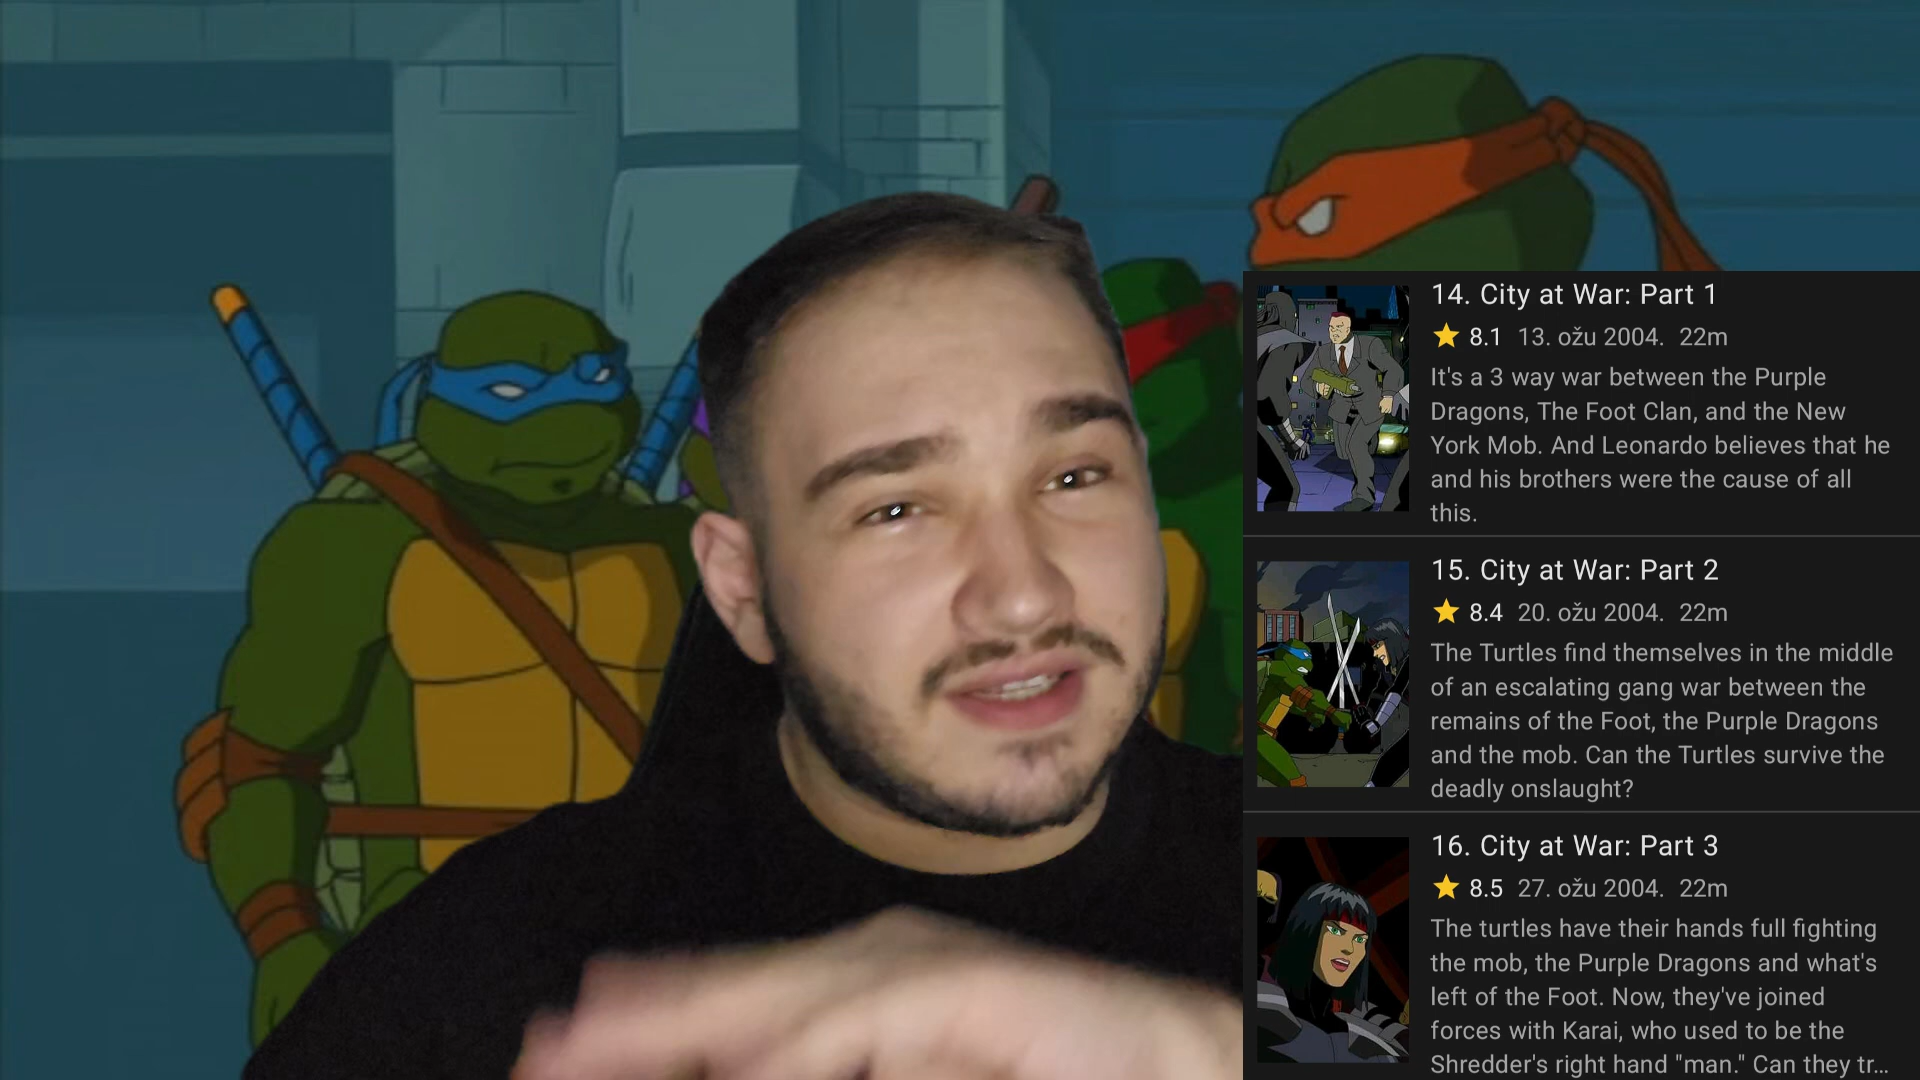 14. City at War: Part 1
8.1 13. ožu 2004. 22m
It's a 3 way war between the Purple
Dragons, The Foot Clan, and the New
York Mob. And Leonardo believes that he
and his brothers were the cause of all
this.
15. City at War: Part 2
8.4 20. ožu 2004. 22m
The Turtles find themselves in the middle
of an escalating gang war between the
remains of the Foot, the Purple Dragons
and the mob. Can the Turtles survive the
deadly onslaught?
16. City at War: Part 3
8.5 27. ožu 2004. 22m
The turtles have their hands full fighting
the mob, the Purple Dragons and what's
left of the Foot. Now, they've joined
forces with Karai, who used to be the
Shredder's right hand "man." Can they tr...